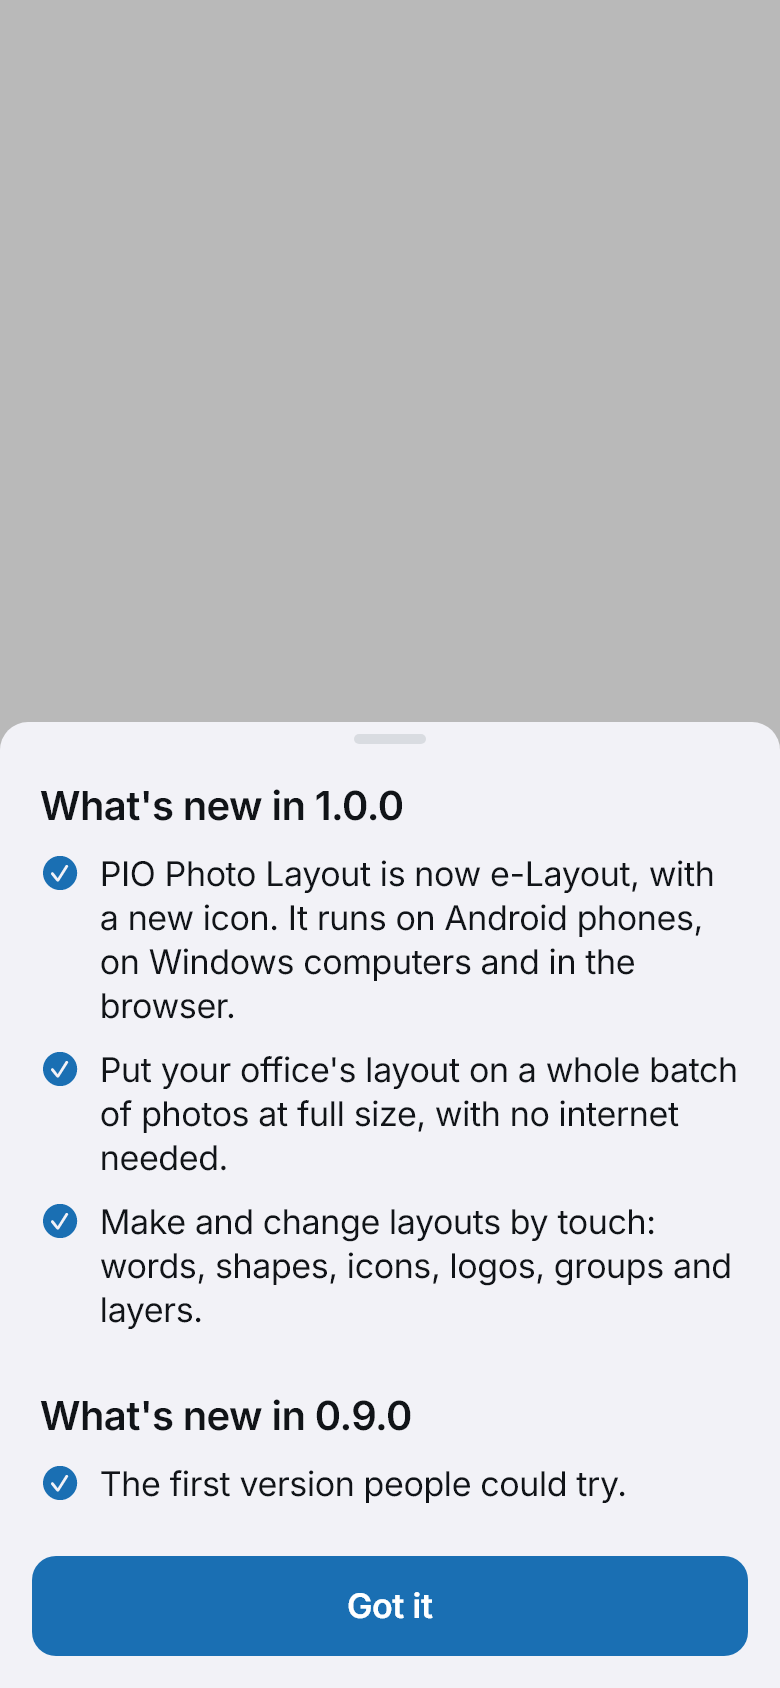 What's new in 1.0.0
PIO Photo Layout is now e-Layout, with
a new icon. It runs on Android phones,
on Windows computers and in the
browser.
Put your office's layout on a whole batch
of photos at full size, with no internet
needed.
Make and change layouts by touch:
words, shapes, icons, logos, groups and
layers.
What's new in 0.9.0
The first version people could try.
Got it